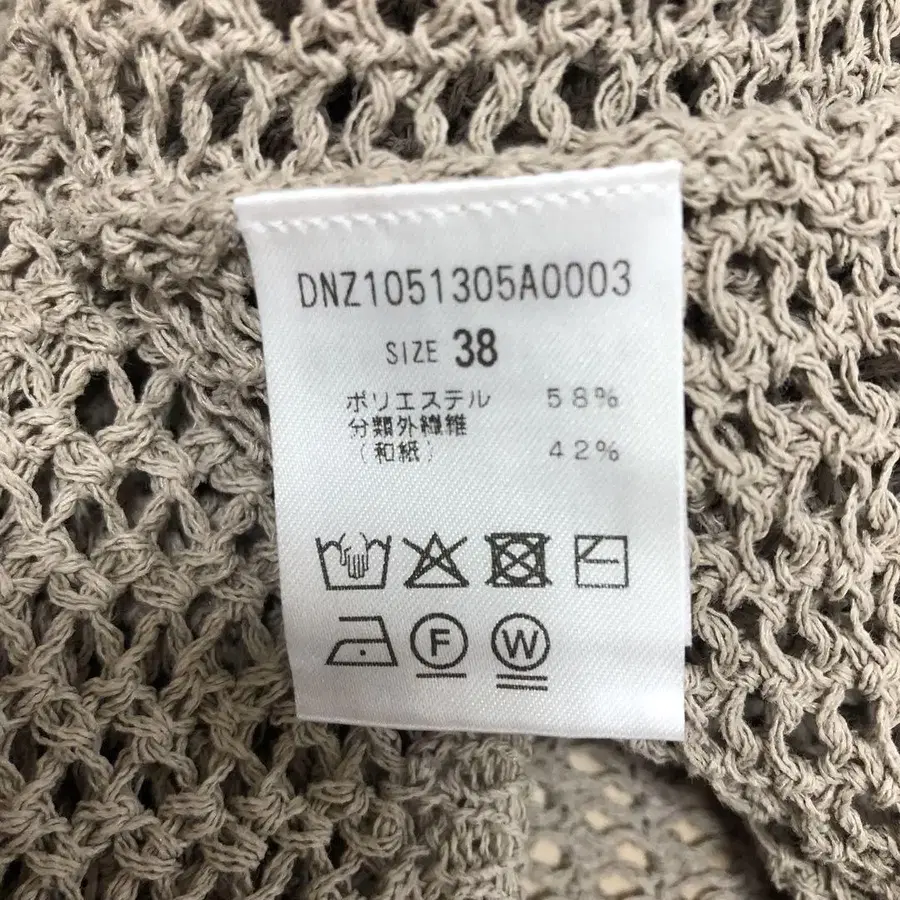 DNZ1051305A0003
SIZE 38
ポリエステル 58%
分類外繊維
(和紙) 42%
F
W